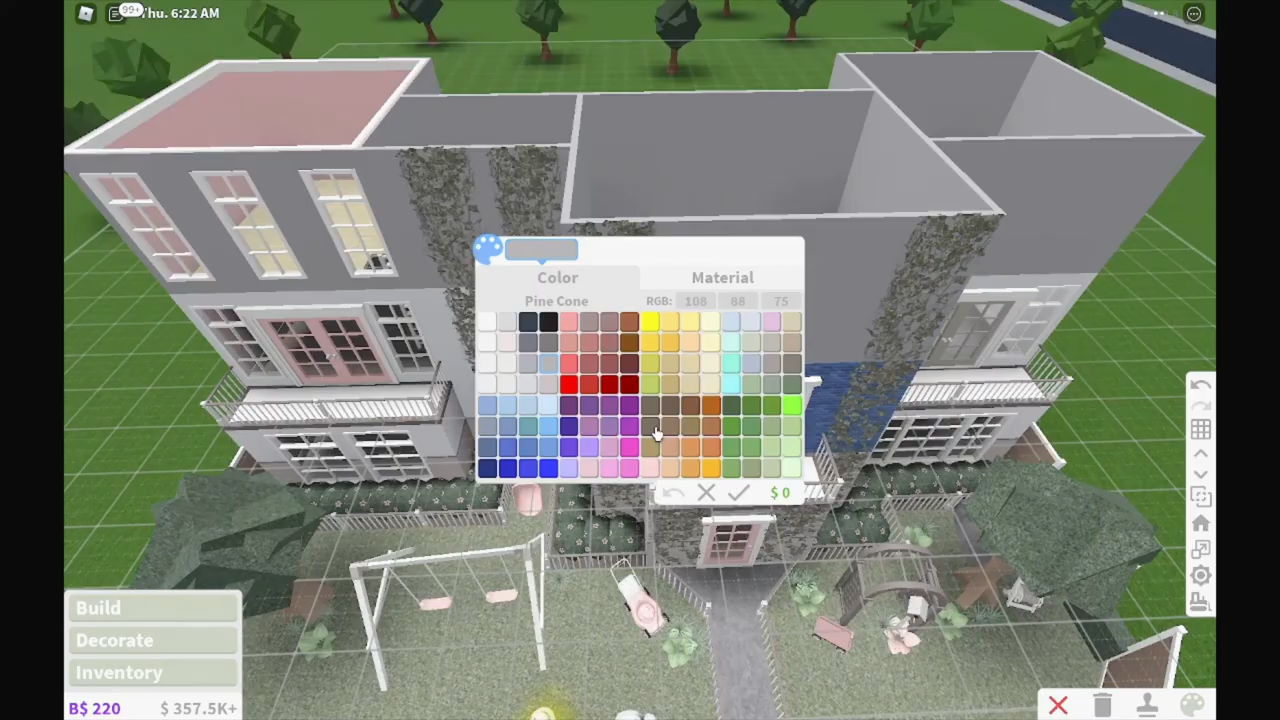 99+
Thu. 6:22 AM
Color
Material
Pine Cone
RGB: 108 88 75
$ 0
Build
Decorate
Inventory
B$ 220
$ 357.5K+